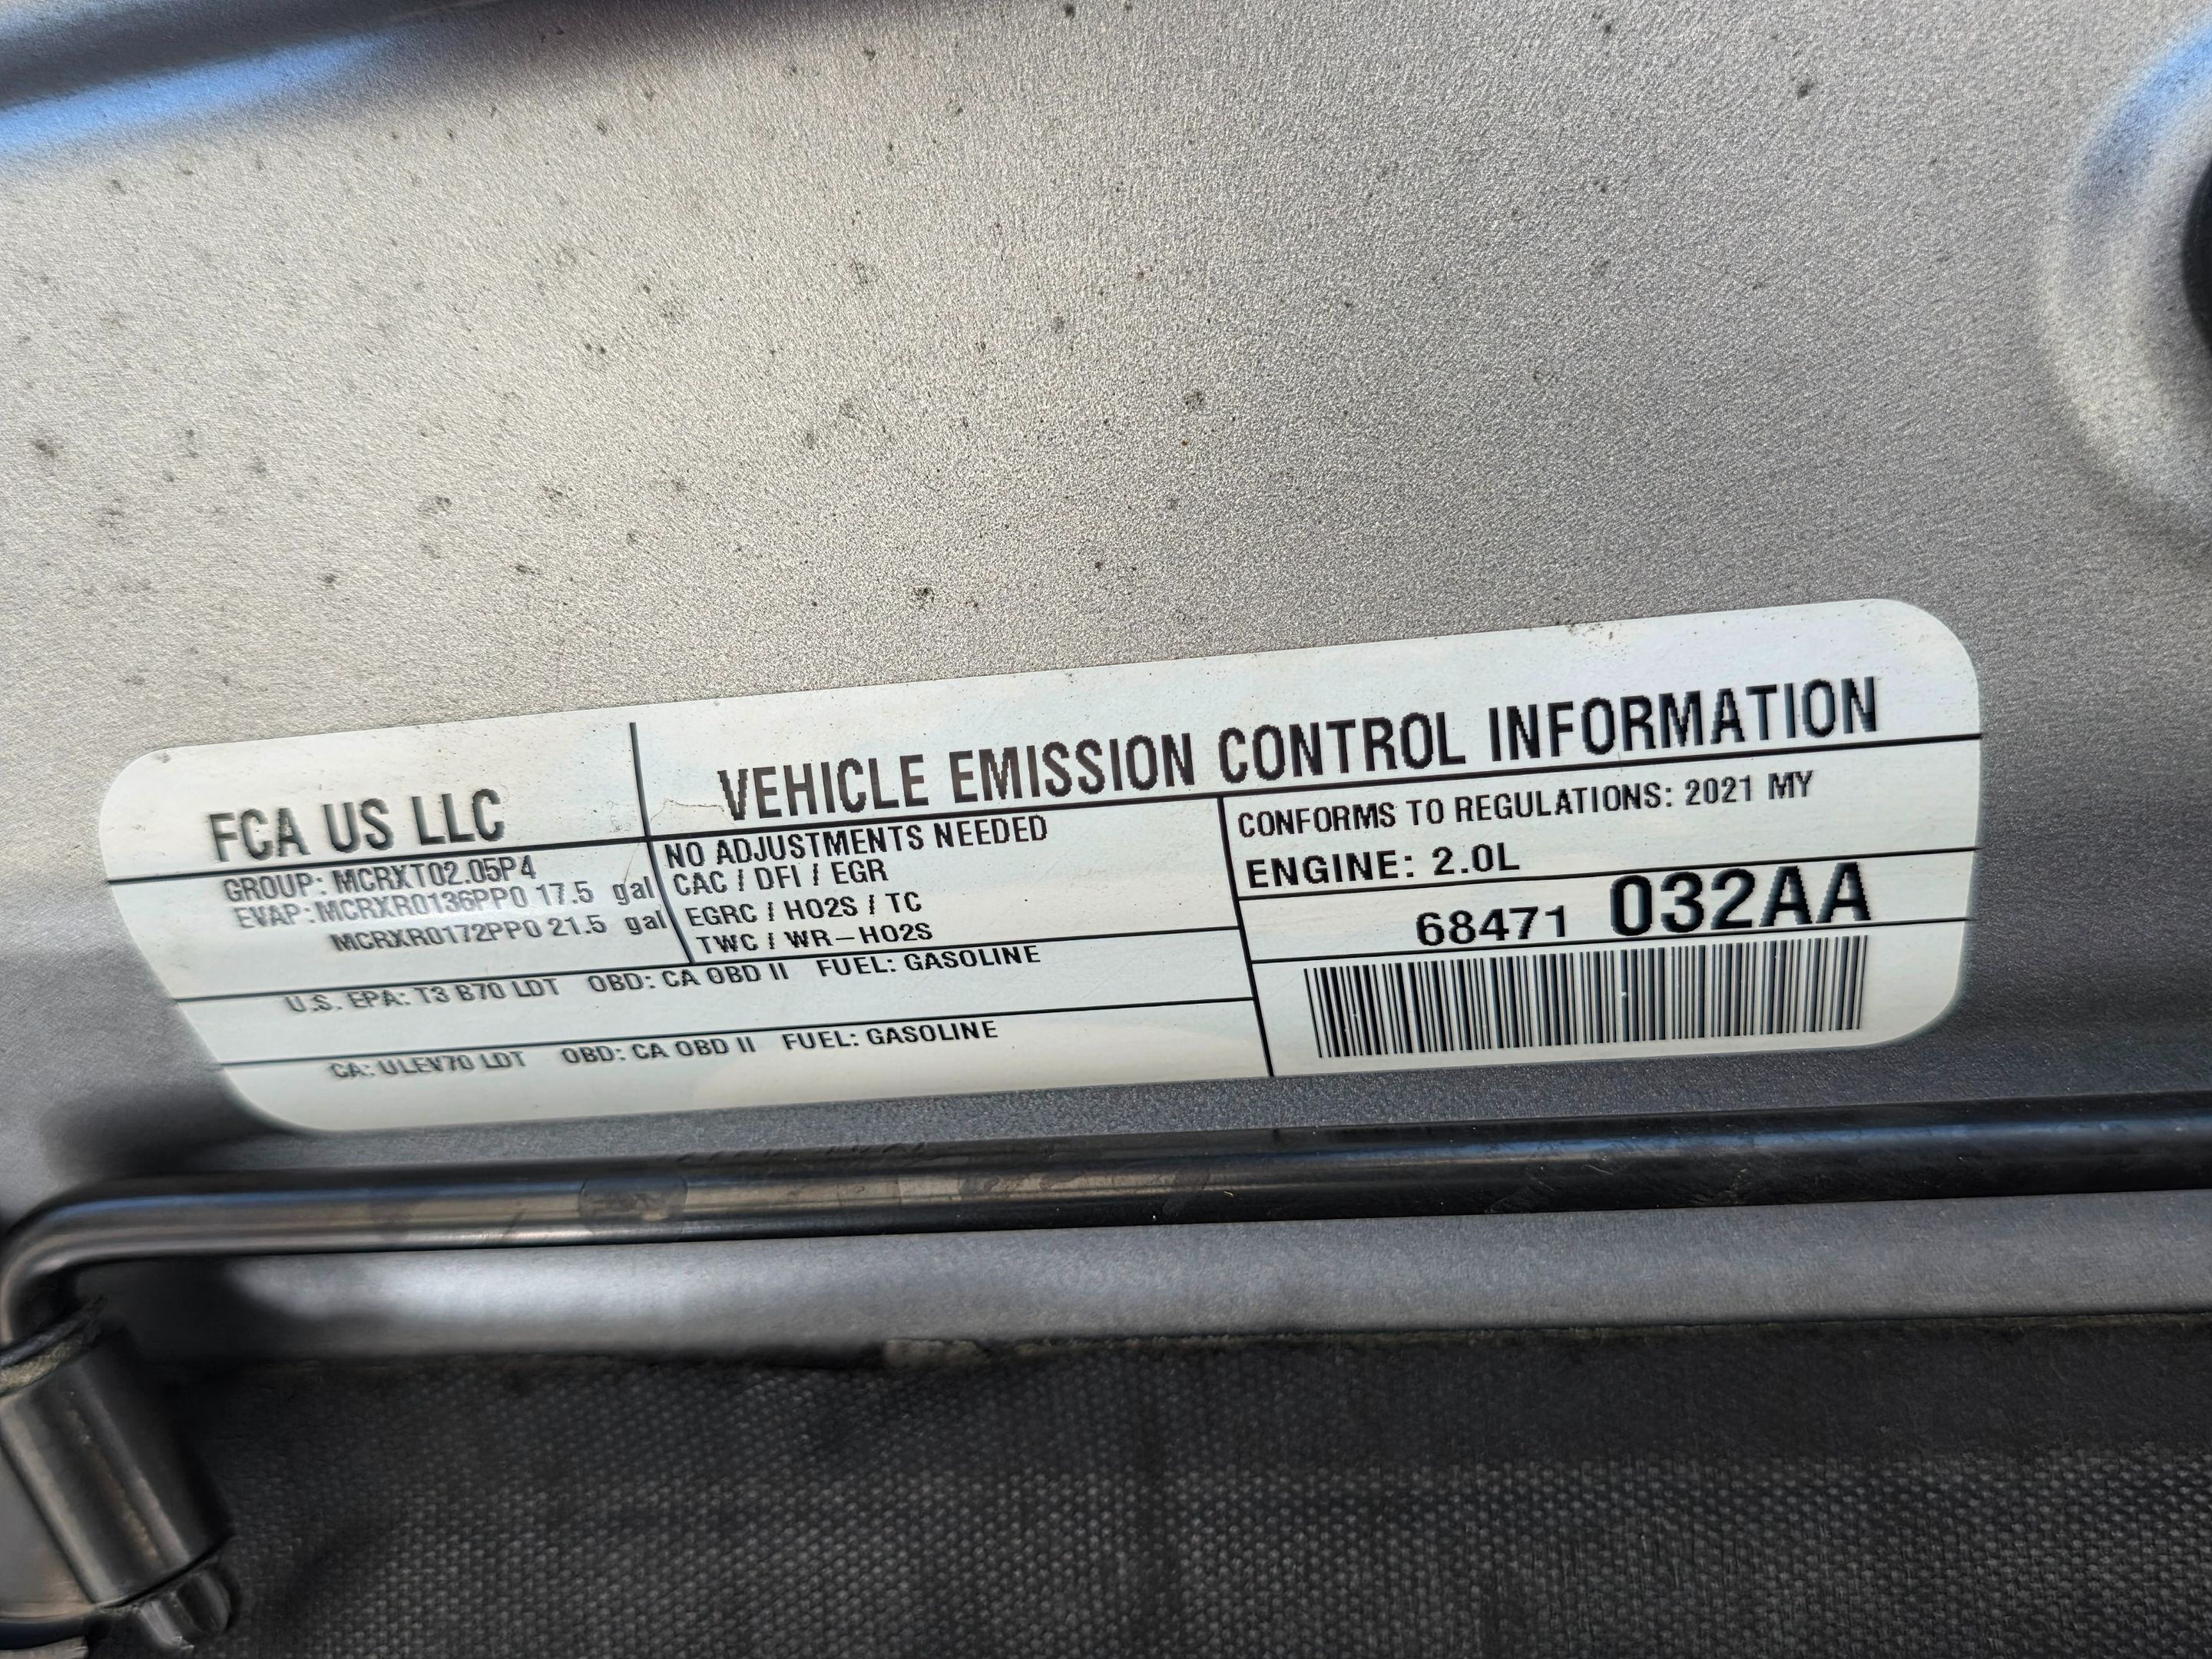 FCA US LLC
VEHICLE EMISSION CONTROL INFORMATION
GROUP: MCRXT02.05P4
EVAP: MCRXR0136PP0 17.5 gal
MCRXR0172PP0 21.5 gal
NO ADJUSTMENTS NEEDED
CAC / DFI / EGR
EGRC / HO2S / TC
TWC / WR-HO2S
U.S. EPA: T3 B70 LDT OBD: CA OBD II FUEL: GASOLINE
CA: ULEV70 LDT OBD: CA OBD II FUEL: GASOLINE
CONFORMS TO REGULATIONS: 2021 MY
ENGINE: 2.0L
68471 032AA